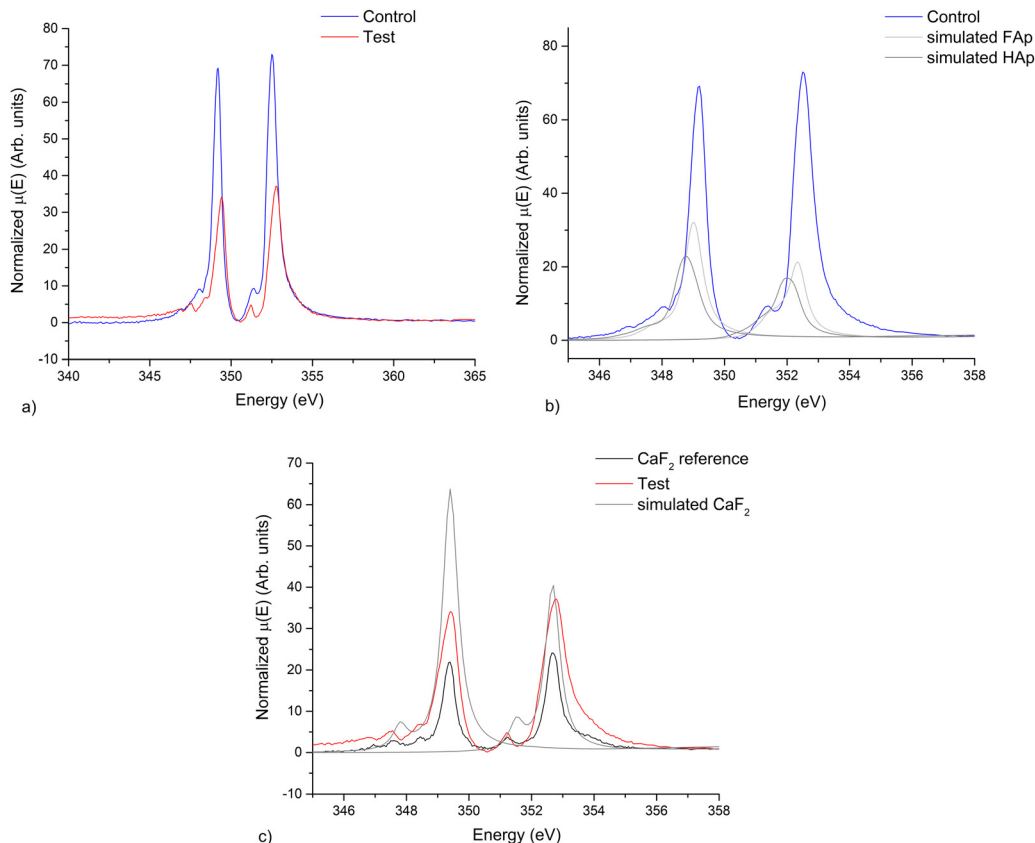 Control
Test
Normalized μ(E) (Arb. units)
80
70
60
50
40
30
20
10
0
-10
340
345
350
355
360
365
Energy (eV)
a)
Control
simulated FAp
simulated HAp
Normalized μ(E) (Arb. units)
80
60
40
20
0
346
348
350
352
354
356
358
Energy (eV)
b)
CaF₂ reference
Test
simulated CaF₂
Normalized μ(E) (Arb. units)
70
60
50
40
30
20
10
0
-10
346
348
350
352
354
356
358
Energy (eV)
c)